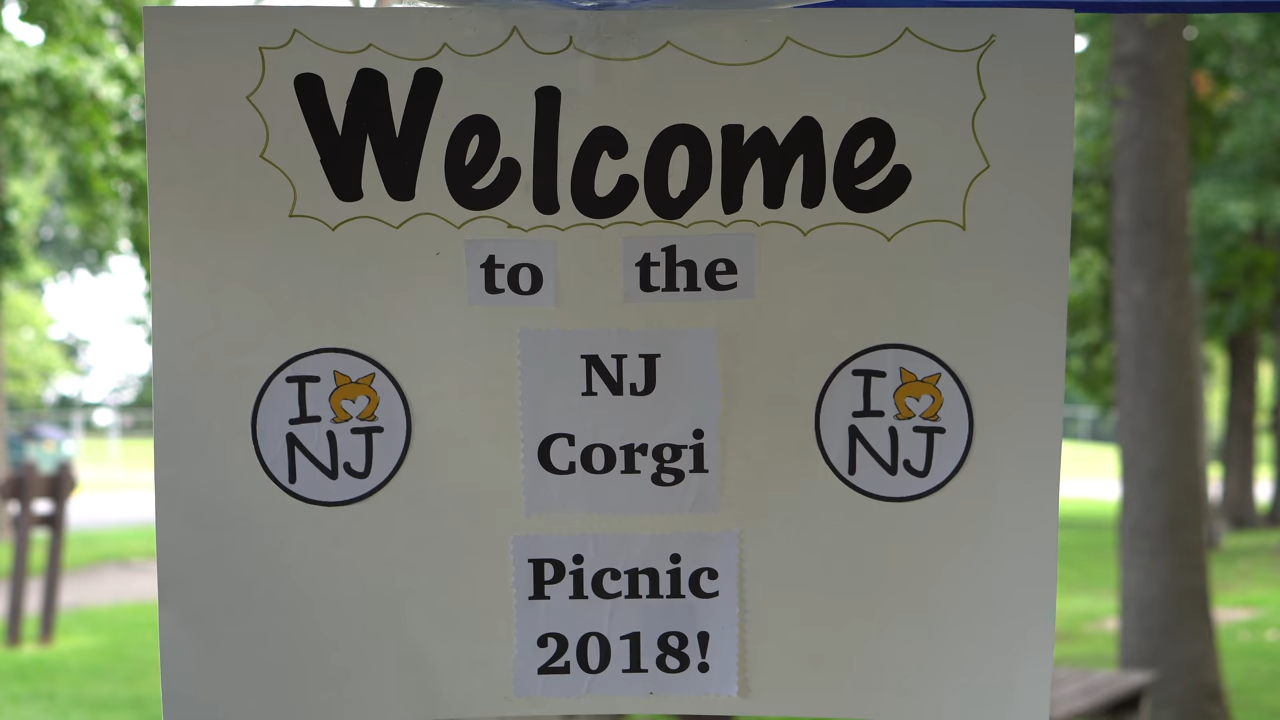 Welcome
to the
NJ
Corgi
Picnic
2018!
I
NJ
I
NJ